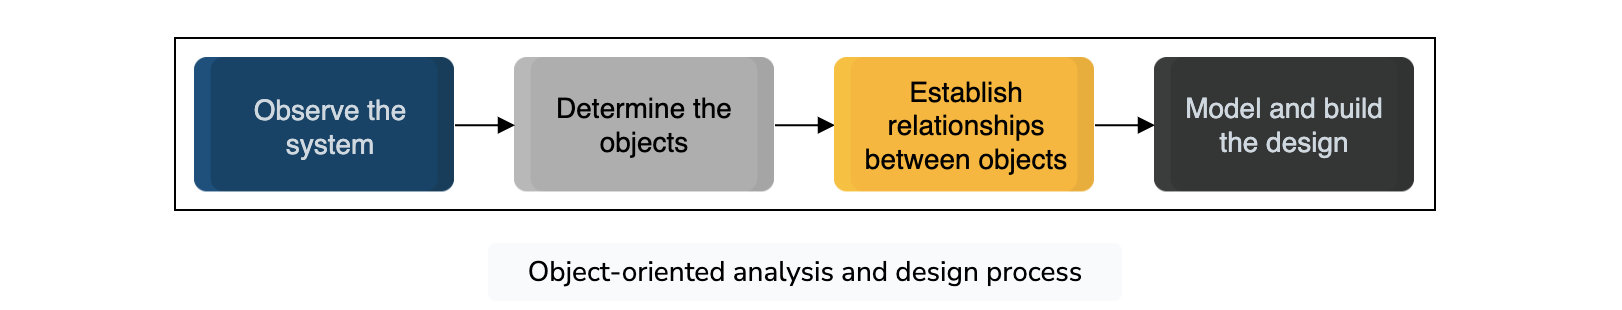 Observe the
system
Determine the
objects
Establish
relationships
between objects
Model and build
the design
Object-oriented analysis and design process